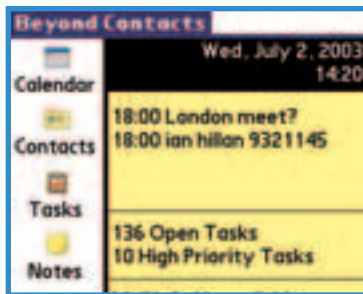 Beyond Contacts
Wed, July 2, 2003
14:20
Calendar
Contacts
Tasks
Notes
18:00 London meet?
18:00 ian hillan 9321145
136 Open Tasks
10 High Priority Tasks